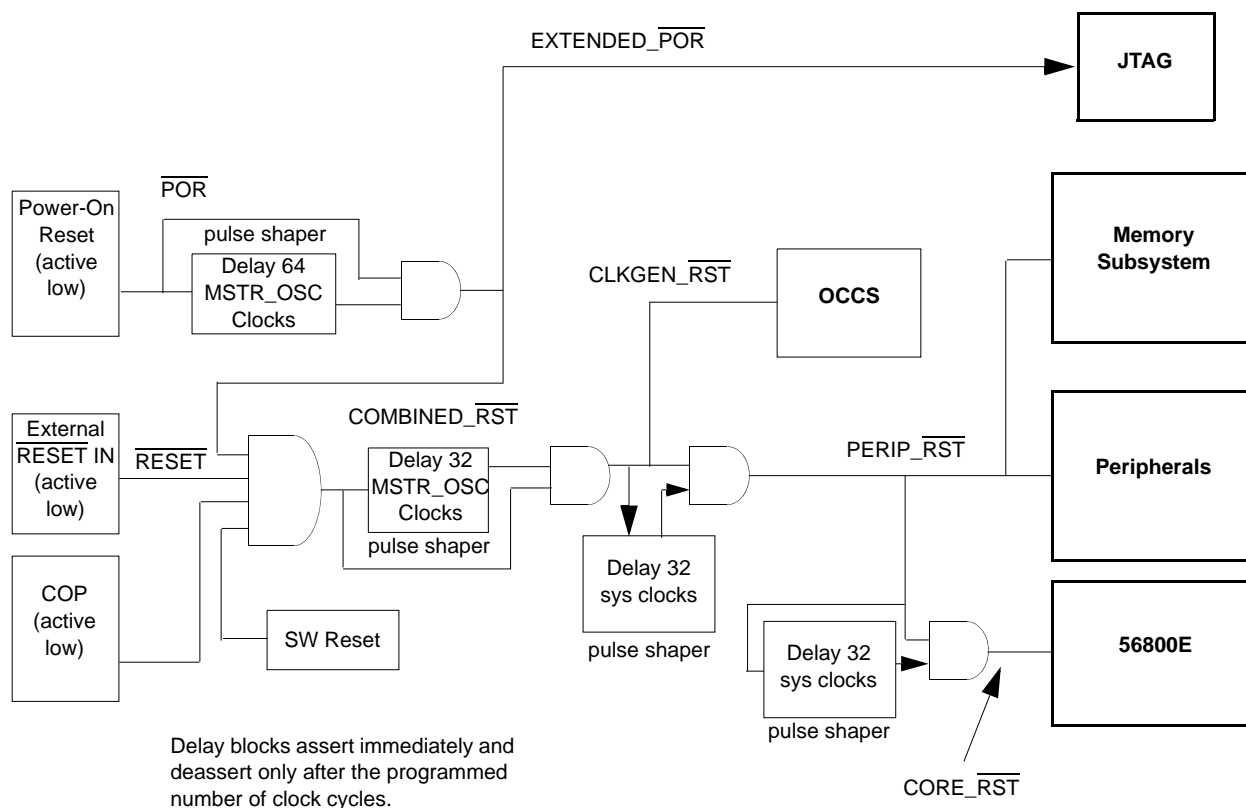 EXTENDED_POR
JTAG
POR
Power-On
Reset
(active
low)
pulse shaper
Delay 64
MSTR_OSC
Clocks
CLKGEN_RST
OCCS
Memory
Subsystem
External
RESET IN
(active
low)
RESET
COMBINED_RST
Delay 32
MSTR_OSC
Clocks
pulse shaper
PERIP_RST
Peripherals
COP
(active
low)
SW Reset
Delay 32
sys clocks
pulse shaper
Delay 32
sys clocks
pulse shaper
56800E
CORE_RST
Delay blocks assert immediately and
deassert only after the programmed
number of clock cycles.